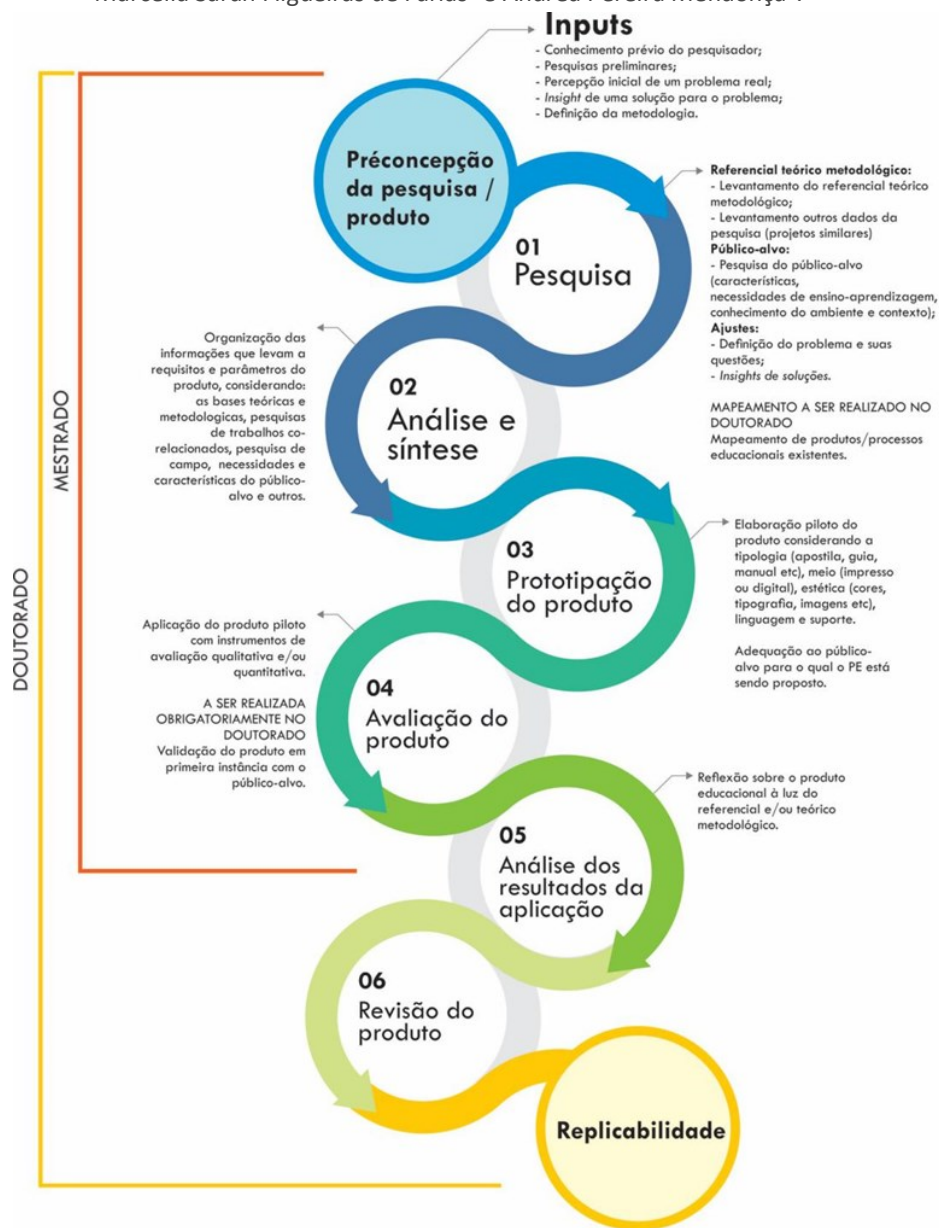 Inputs
- Conhecimento prévio do pesquisador;
- Pesquisas preliminares;
- Percepção inicial de um problema real;
- Insight de uma solução para o problema;
- Definição da metodologia.
Préconcepção
da pesquisa /
produto
01
Pesquisa
Referencial teórico metodológico:
- Levantamento do referencial teórico
metodológico;
- Levantamento outros dados da
pesquisa (projetos similares)
Público-alvo:
- Pesquisa do público-alvo
(características,
necessidades de ensino-aprendizagem,
conhecimento do ambiente e contexto);
Ajustes:
- Definição do problema e suas
questões;
- Insights de soluções.
MAPEAMENTO A SER REALIZADO NO
DOUTORADO
Mapeamento de produtos/processos
educacionais existentes.
Organização das
informações que levam a
requisitos e parâmetros do
produto, considerando:
as bases teóricas e
metodologicas, pesquisas
de trabalhos co-
relacionados, pesquisa de
campo, necessidades e
características do público-
alvo e outros.
02
Análise e
síntese
MESTRADO
DOUTORADO
03
Prototipação
do produto
Elaboração piloto do
produto considerando a
tipologia (apostila, guia,
manual etc), meio (impresso
ou digital), estética (cores,
tipografia, imagens etc),
linguagem e suporte.
Adequação ao público-
alvo para o qual o PE está
sendo proposto.
Aplicação do produto piloto
com instrumentos de
avaliação qualitativa e/ou
quantitativa.
A SER REALIZADA
OBRIGATORIAMENTE NO
DOUTORADO
Validação do produto em
primeira instância com o
público-alvo.
04
Avaliação do
produto
Reflexão sobre o produto
educacional à luz do
referencial e/ou teórico
metodológico.
05
Análise dos
resultados da
aplicação
06
Revisão do
produto
Replicabilidade